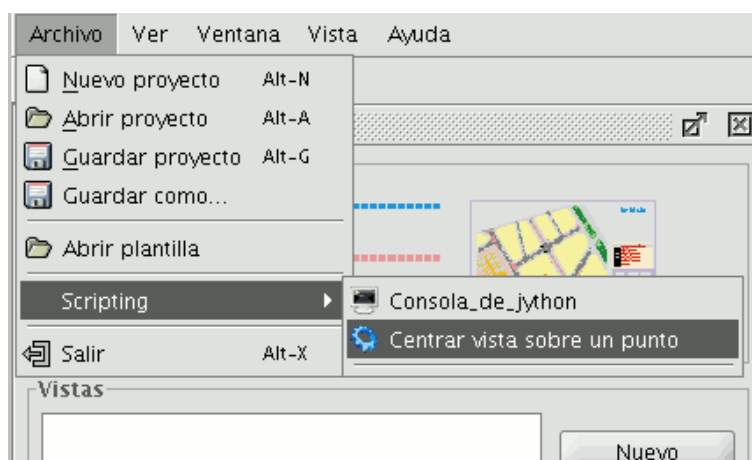 Archivo Ver Ventana Vista Ayuda
Nuevo proyecto Alt-N
Abrir proyecto Alt-A
Guardar proyecto Alt-G
Guardar como...
Abrir plantilla
Scripting
Consola_de_jython
Centrar vista sobre un punto
Salir Alt-X
Vistas
Nuevo